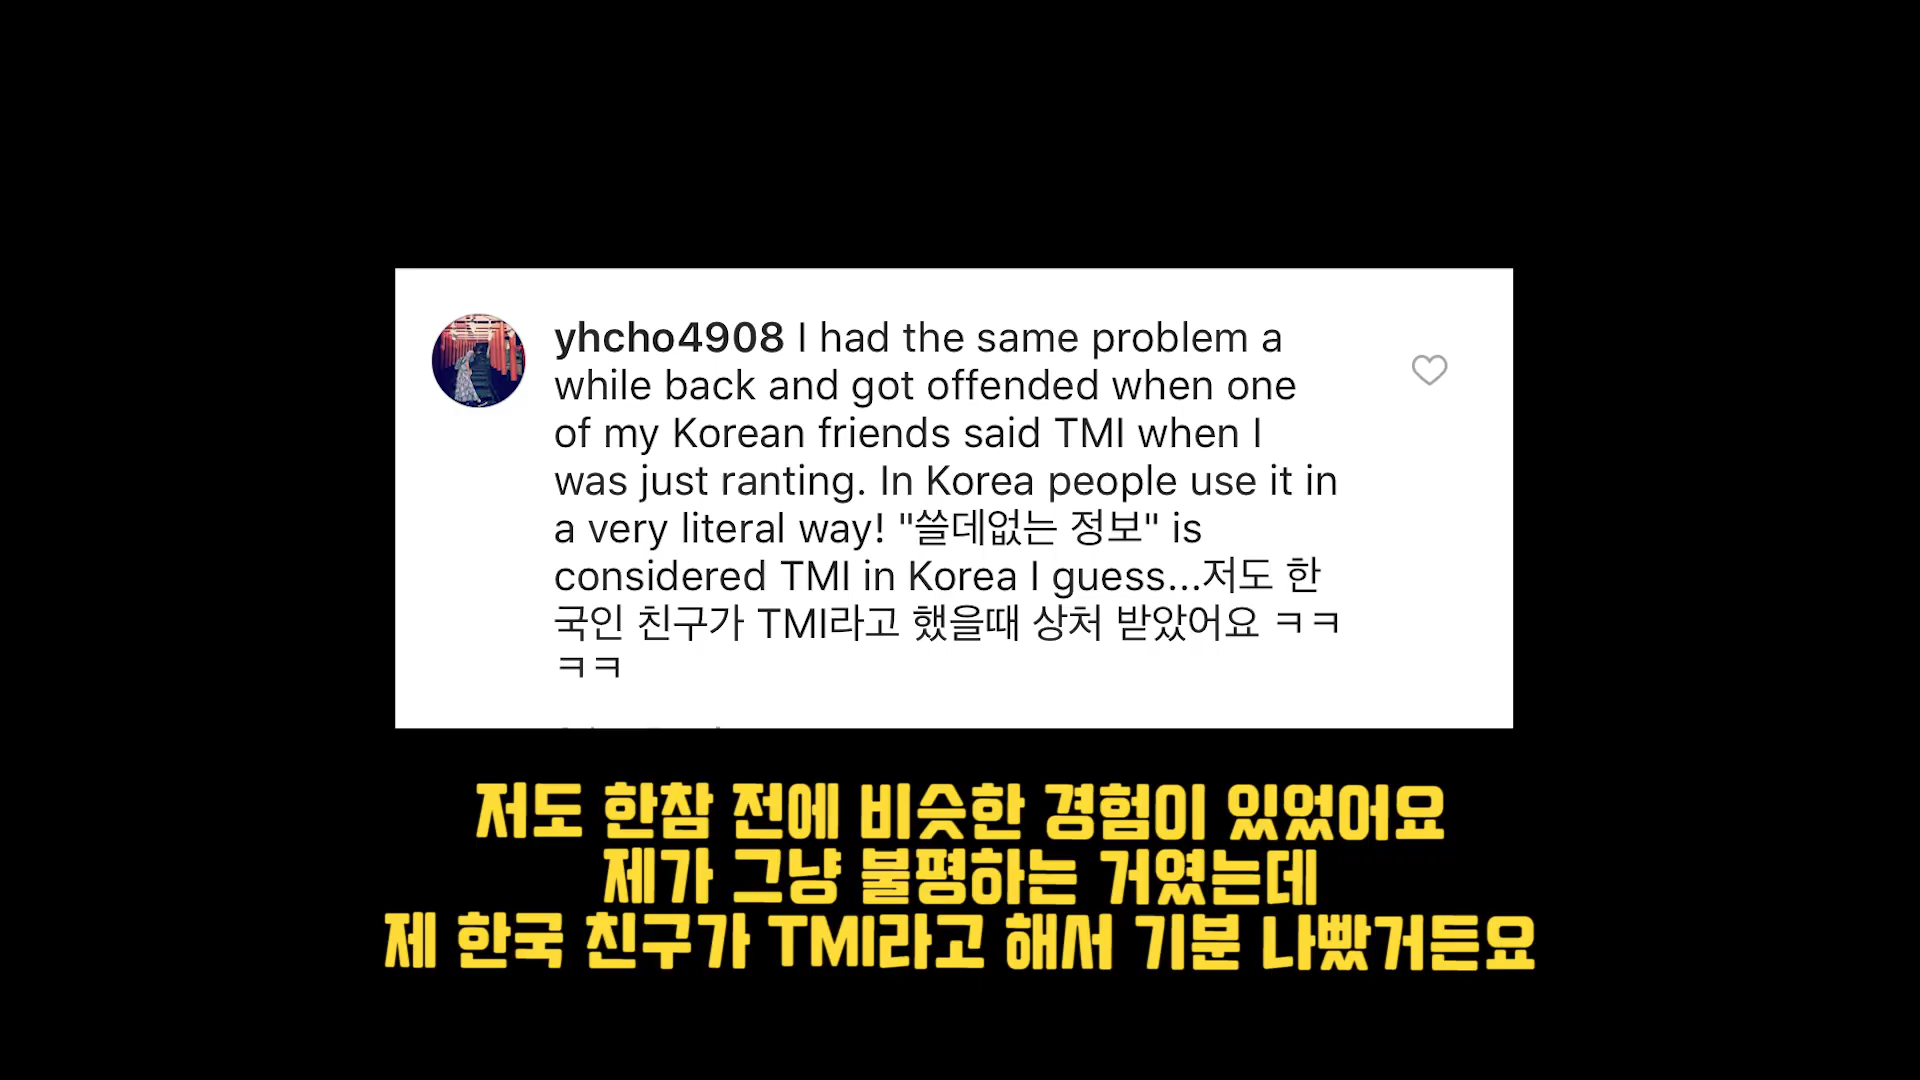 yhcho4908 I had the same problem a
while back and got offended when one
of my Korean friends said TMI when I
was just ranting. In Korea people use it in
a very literal way! "쓸데없는 정보" is
considered TMI in Korea I guess...저도 한
국인 친구가 TMI라고 했을때 상처 받았어요 ㅋㅋ
ㅋㅋ
저도 한참 전에 비슷한 경험이 있었어요
제가 그냥 불평하는 거였는데
제 한국 친구가 TMI라고 해서 기분 나빴거든요